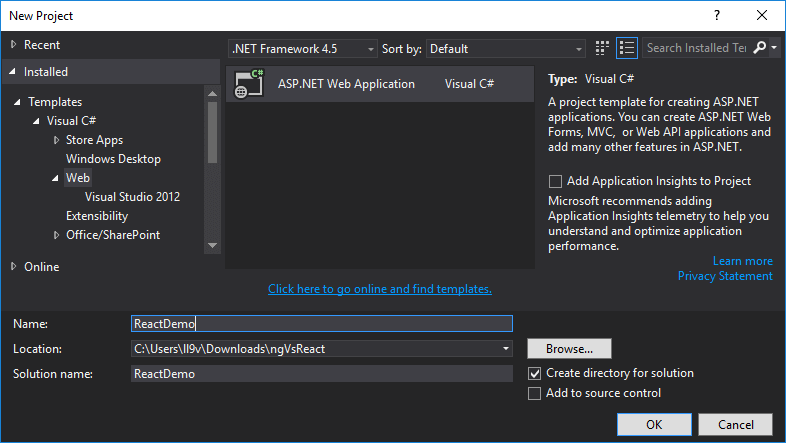 New Project
Recent
Installed
Templates
Visual C#
Store Apps
Windows Desktop
Web
Visual Studio 2012
Extensibility
Office/SharePoint
Online
.NET Framework 4.5 Sort by: Default
C# ASP.NET Web Application Visual C#
Click here to go online and find templates.
Search Installed Te
Type: Visual C#
A project template for creating ASP.NET
applications. You can create ASP.NET Web
Forms, MVC, or Web API applications and
add many other features in ASP.NET.
Add Application Insights to Project
Microsoft recommends adding
Application Insights telemetry to help you
understand and optimize application
performance.
Learn more
Privacy Statement
Name: ReactDemo
Location: C:\Users\II9v\Downloads\ngVsReact Browse...
Solution name: ReactDemo
Create directory for solution
Add to source control
OK Cancel